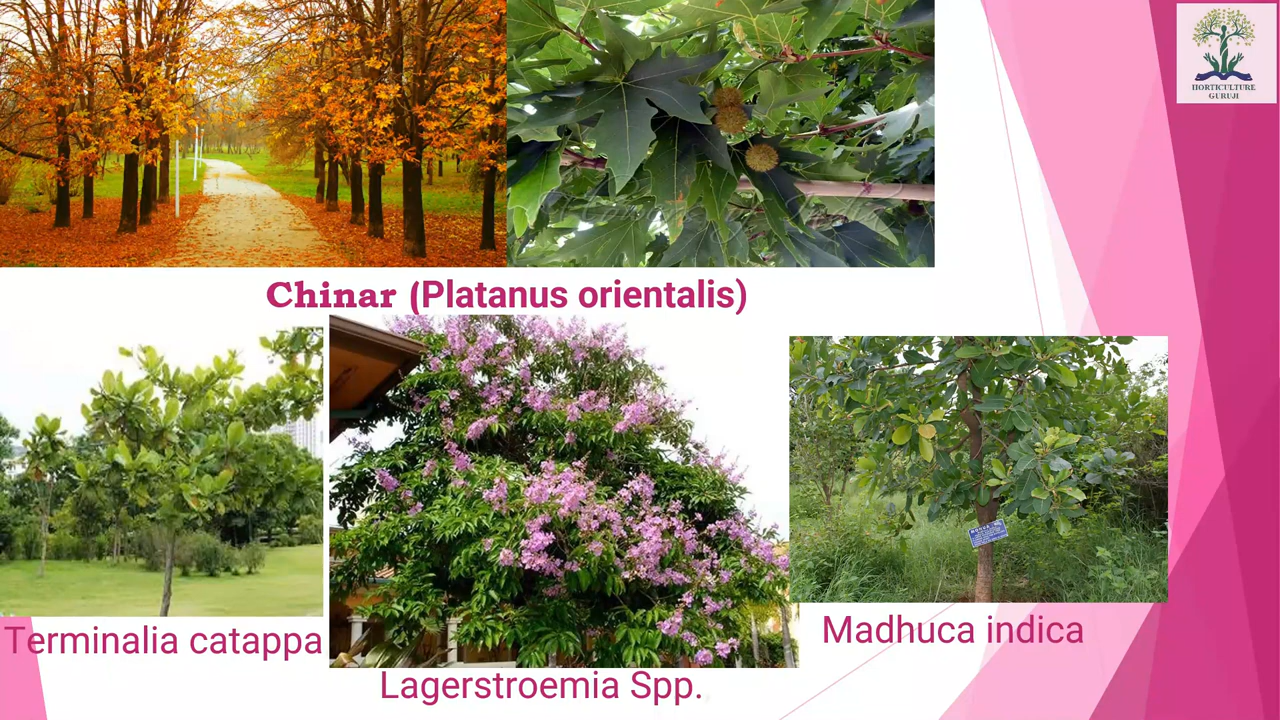 HORTICULTURE
GURUJI
Chinar (Platanus orientalis)
Terminalia catappa
Madhuca indica
Lagerstroemia Spp.